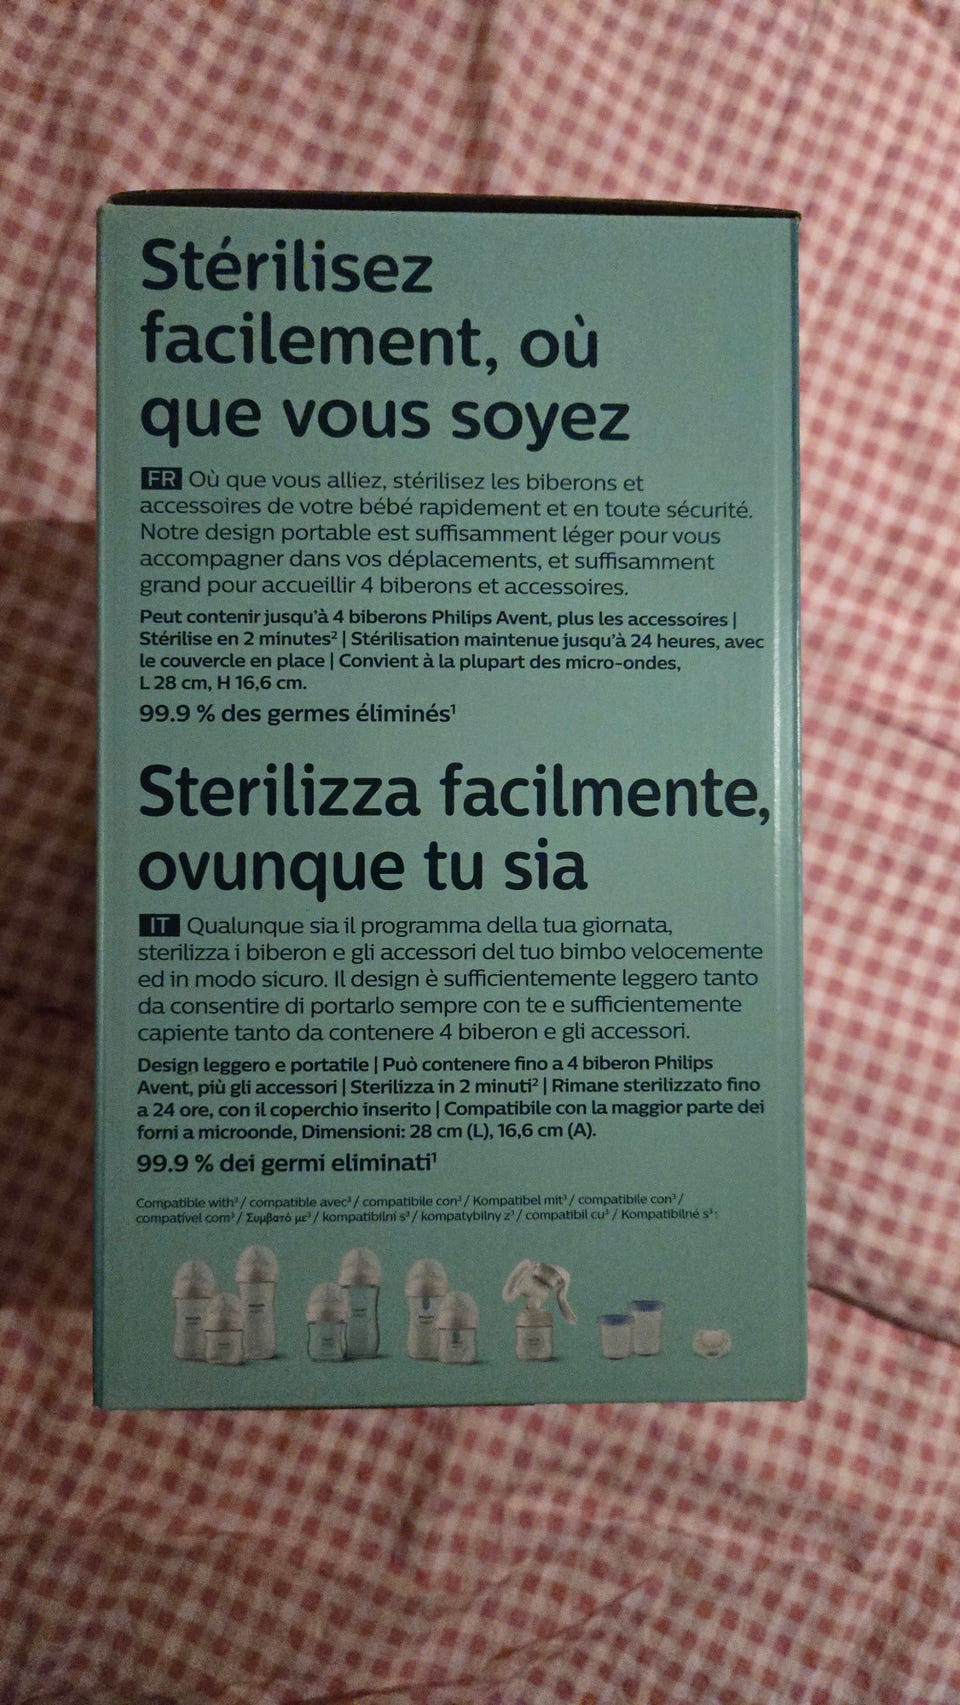 Stérilisez
facilement, où
que vous soyez
FR Où que vous alliez, stérilisez les biberons et
accessoires de votre bébé rapidement et en toute sécurité.
Notre design portable est suffisamment léger pour vous
accompagner dans vos déplacements, et suffisamment
grand pour accueillir 4 biberons et accessoires.
Peut contenir jusqu'à 4 biberons Philips Avent, plus les accessoires |
Stérilise en 2 minutes² | Stérilisation maintenue jusqu'à 24 heures, avec
le couvercle en place | Convient à la plupart des micro-ondes,
L 28 cm, H 16,6 cm.
99.9 % des germes éliminés¹
Sterilizza facilmente,
ovunque tu sia
IT Qualunque sia il programma della tua giornata,
sterilizza i biberon e gli accessori del tuo bimbo velocemente
ed in modo sicuro. Il design è sufficientemente leggero tanto
da consentire di portarlo sempre con te e sufficientemente
capiente tanto da contenere 4 biberon e gli accessori.
Design leggero e portatile | Può contenere fino a 4 biberon Philips
Avent, più gli accessori | Sterilizza in 2 minuti² | Rimane sterilizzato fino
a 24 ore, con il coperchio inserito | Compatibile con la maggior parte dei
forni a microonde, Dimensioni: 28 cm (L), 16,6 cm (A).
99.9 % dei germi eliminati¹
Compatible with³ / compatible avec³ / compatibile con³ / Kompatibel mit³ / compatibile con³ /
compatível com³ / Συμβατό με³ / kompatibilní s³ / kompatybilny z³ / compatibil cu³ / Kompatibilné s³: